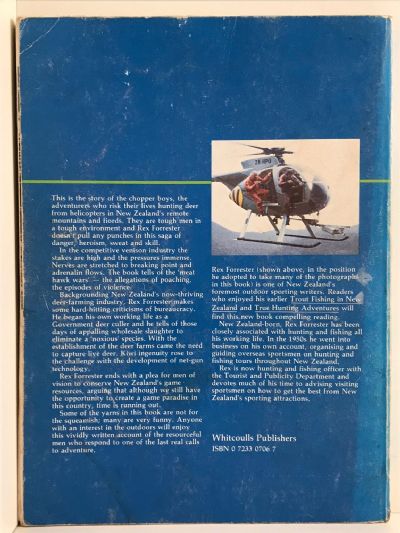 ZK HPU
This is the story of the chopper boys, the
adventurers who risk their lives hunting deer
from helicopters in New Zealand's remote
mountains and fiords. They are tough men in
a tough environment and Rex Forrester
doesn't pull any punches in this saga of
danger, heroism, sweat and skill.
In the competitive venison industry the
stakes are high and the pressures immense.
Nerves are stretched to breaking point and
adrenalin flows. The book tells of the 'meat
hawk wars' — the allegations of poaching,
the episodes of violence.
Backgrounding New Zealand's now-thriving
deer-farming industry, Rex Forrester makes
some hard-hitting criticisms of bureaucracy.
He began his own working life as a
Government deer culler and he tells of those
days of appalling wholesale slaughter to
eliminate a 'noxious' species. With the
establishment of the deer farms came the need
to capture live deer. Kiwi ingenuity rose to
the challenge with the development of net-gun
technology.
Rex Forrester ends with a plea for men of
vision to conserve New Zealand's game
resources, arguing that although we still have
the opportunity to create a game paradise in
this country, time is running out.
Some of the yarns in this book are not for
the squeamish; many are very funny. Anyone
with an interest in the outdoors will enjoy
this vividly written account of the resourceful
men who respond to one of the last real calls
to adventure.
Rex Forrester (shown above, in the position
he adopted to take many of the photographs
in this book) is one of New Zealand's
foremost outdoor sporting writers. Readers
who enjoyed his earlier Trout Fishing in New
Zealand and True Hunting Adventures will
find this new book compelling reading.
New Zealand-born, Rex Forrester has been
closely associated with hunting and fishing all
his working life. In the 1930s he went into
business on his own account, organising and
guiding overseas sportsmen on hunting and
fishing tours throughout New Zealand.
Rex is now hunting and fishing officer with
the Tourist and Publicity Department and
devotes much of his time to advising visiting
sportsmen on how to get the best from New
Zealand's sporting attractions.
Whitcoulls Publishers
ISBN 0 7233 0706 7